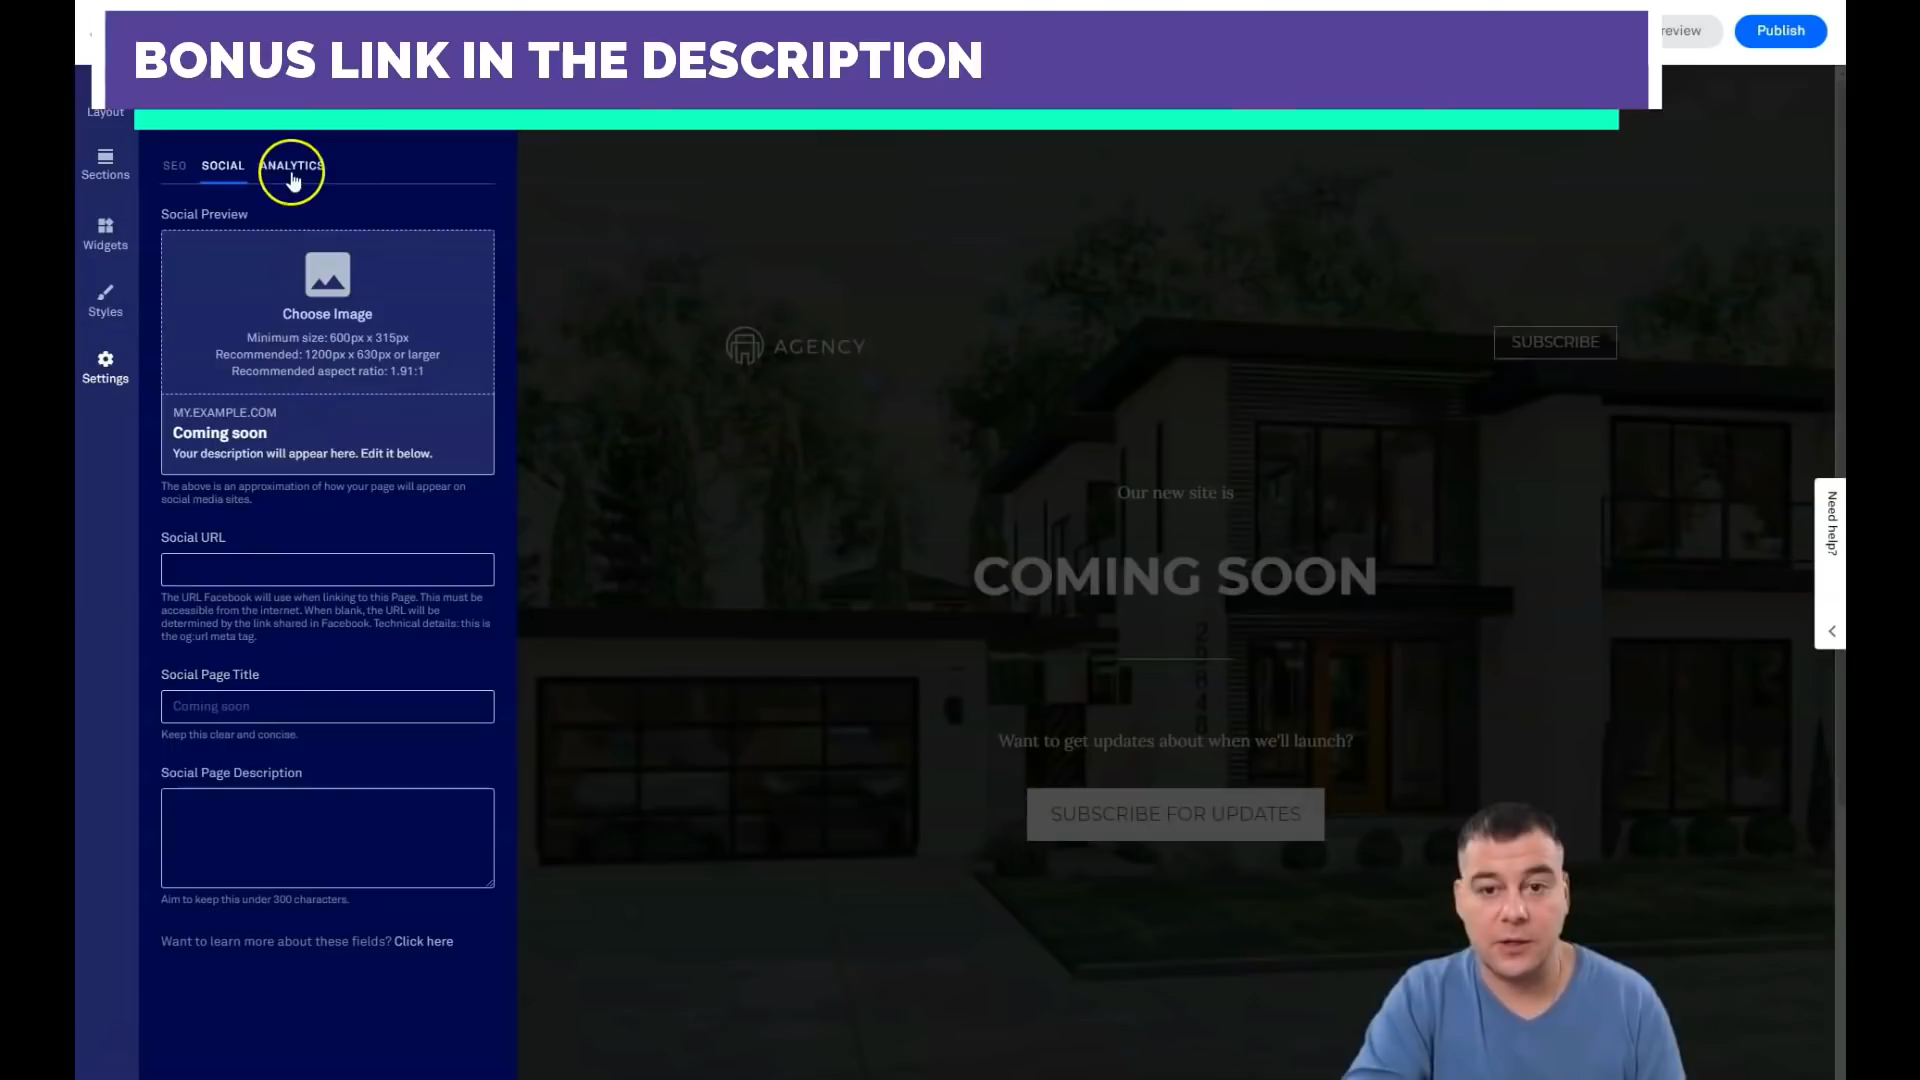 BONUS LINK IN THE DESCRIPTION
review
Publish
Layout
Sections
Widgets
Styles
Settings
SEO
SOCIAL
ANALYTICS
Social Preview
Choose Image
Minimum size: 600px x 315px
Recommended: 1200px x 630px or larger
Recommended aspect ratio: 1.91:1
MY.EXAMPLE.COM
Coming soon
Your description will appear here. Edit it below.
The above is an approximation of how your page will appear on
social media sites.
Social URL
The URL Facebook will use when linking to this Page. This must be
accessible from the internet. When blank, the URL will be
determined by the link shared in Facebook. Technical details: this is
the og:url meta tag.
Social Page Title
Coming soon
Keep this clear and concise.
Social Page Description
Aim to keep this under 300 characters.
Want to learn more about these fields? Click here
AGENCY
SUBSCRIBE
Our new site is
COMING SOON
Want to get updates about when we'll launch?
SUBSCRIBE FOR UPDATES
Need help?